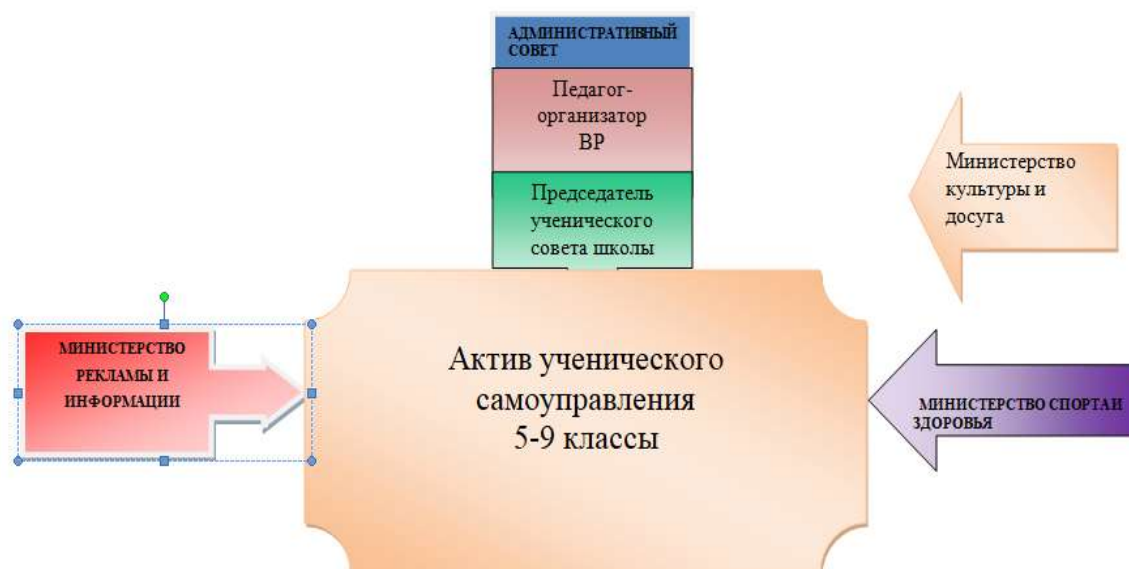 АДМИНИСТРАТИВНЫЙ
СОВЕТ
Педагог-
организатор
ВР
Председатель
ученического
совета школы
Министерство
культуры и
досуга
МИНИСТЕРСТВО
РЕКЛАМЫ И
ИНФОРМАЦИИ
Актив ученического
самоуправления
5-9 классы
МИНИСТЕРСТВО СПОРТА И
ЗДОРОВЬЯ